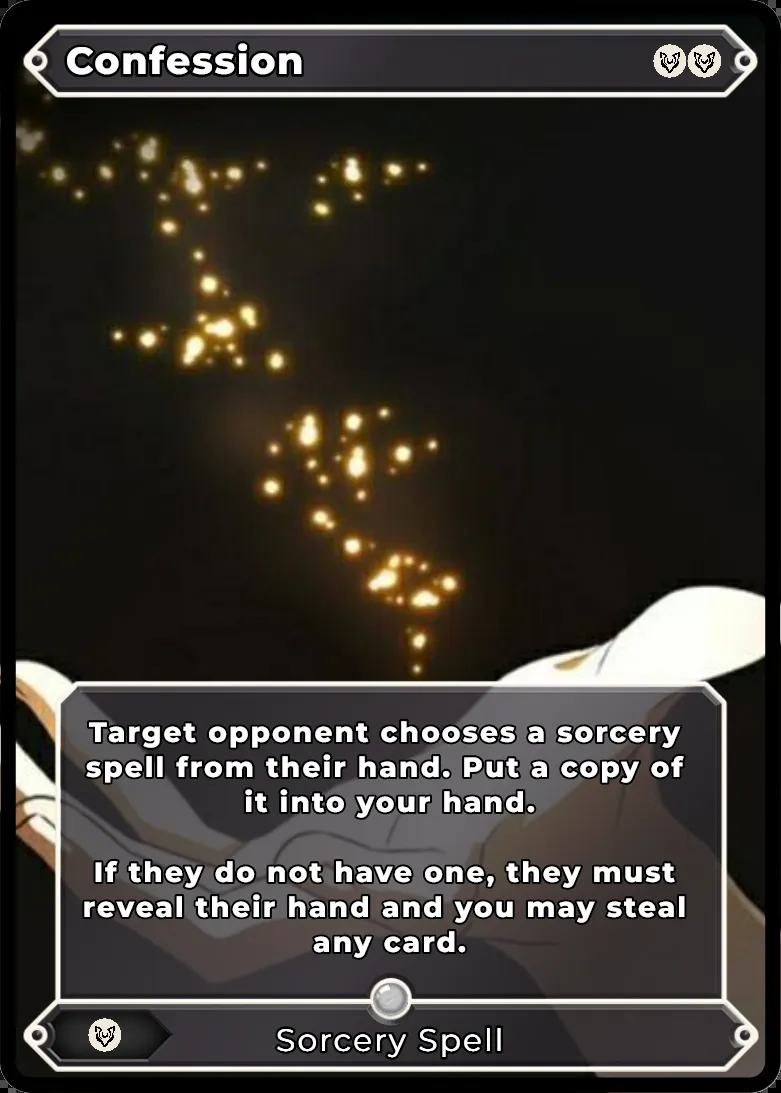 Confession
Target opponent chooses a sorcery
spell from their hand. Put a copy of
it into your hand.
If they do not have one, they must
reveal their hand and you may steal
any card.
Sorcery Spell